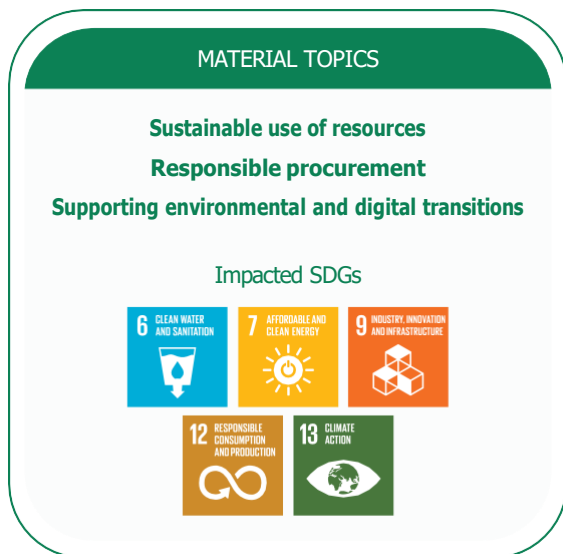 MATERIAL TOPICS
Sustainable use of resources
Responsible procurement
Supporting environmental and digital transitions
Impacted SDGs
6 CLEAN WATER
AND SANITATION
7 AFFORDABLE AND
CLEAN ENERGY
9 INDUSTRY, INNOVATION
AND INFRASTRUCTURE
12 RESPONSIBLE
CONSUMPTION
AND PRODUCTION
13 CLIMATE
ACTION